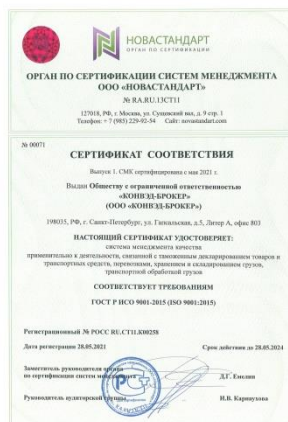 НОВАСТАНДАРТ
ОРГАН ПО СЕРТИФИКАЦИИ
ОРГАН ПО СЕРТИФИКАЦИИ СИСТЕМ МЕНЕДЖМЕНТА
ООО «НОВАСТАНДАРТ»
№ RA.RU.13СТ11
127018, РФ, г. Москва, ул. Сущевский вал, д. 9 стр. 1
Телефон: + 7 (985) 229-92-54 Сайт: novastandart.com
№ 00071
СЕРТИФИКАТ СООТВЕТСТВИЯ
Выпуск 1. СМК сертифицирована с мая 2021 г.
Выдан Обществу с ограниченной ответственностью
«КОНВЭД-БРОКЕР»
(ООО «КОНВЭД-БРОКЕР»)
198035, РФ, г. Санкт-Петербург, ул. Гапсальская, д.5, Литер А, офис 803
НАСТОЯЩИЙ СЕРТИФИКАТ УДОСТОВЕРЯЕТ:
система менеджмента качества
применительно к деятельности, связанной с таможенным декларированием товаров и
транспортных средств, перевозками, хранением и складированием грузов,
транспортной обработкой грузов
СООТВЕТСТВУЕТ ТРЕБОВАНИЯМ
ГОСТ Р ИСО 9001-2015 (ISO 9001:2015)
Регистрационный № РОСС RU.СТ11.К00258
Дата регистрации 28.05.2021 Срок действия до 28.05.2024
Заместитель руководителя органа
по сертификации систем менеджмента Д.Г. Емелин
Руководитель аудиторской группы И.В. Карнаухова